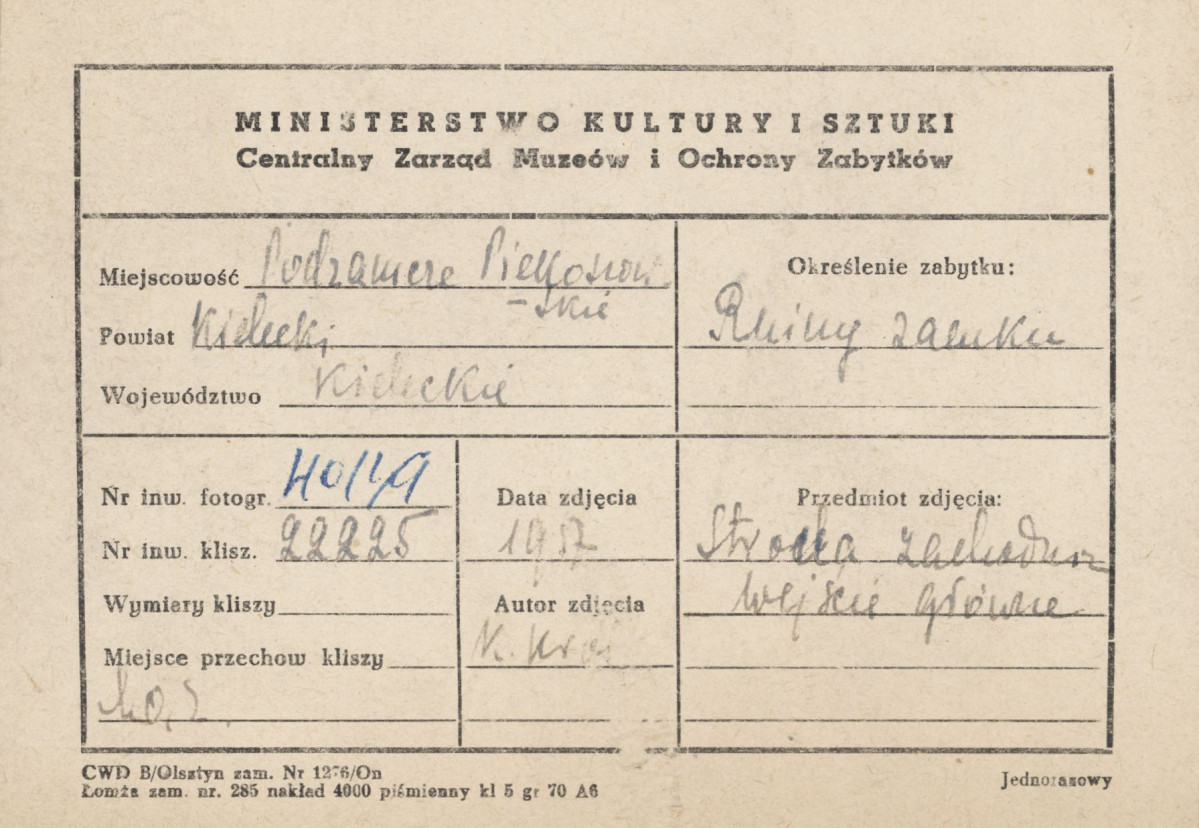 MINISTERSTWO KULTURY I SZTUKI
Centralny Zarząd Muzeów i Ochrony Zabytków
Miejscowość Podzamcze Piekoszow
-skie
Powiat Kielecki
Województwo Kieleckie
Określenie zabytku:
Ruiny zamku
Nr inw. fotogr.
Nr inw. klisz. 22225
Wymiary kliszy
Miejsce przechow kliszy
Data zdjęcia
1957
Autor zdjęcia
K.
Przedmiot zdjęcia:
Strona zachodnia
wejście główne
CWD B/Olsztyn zam. Nr 1276/On
Łomża zam. nr. 285 nakład 4000 piśmienny kl 5 gr 70 A6
Jednorazowy